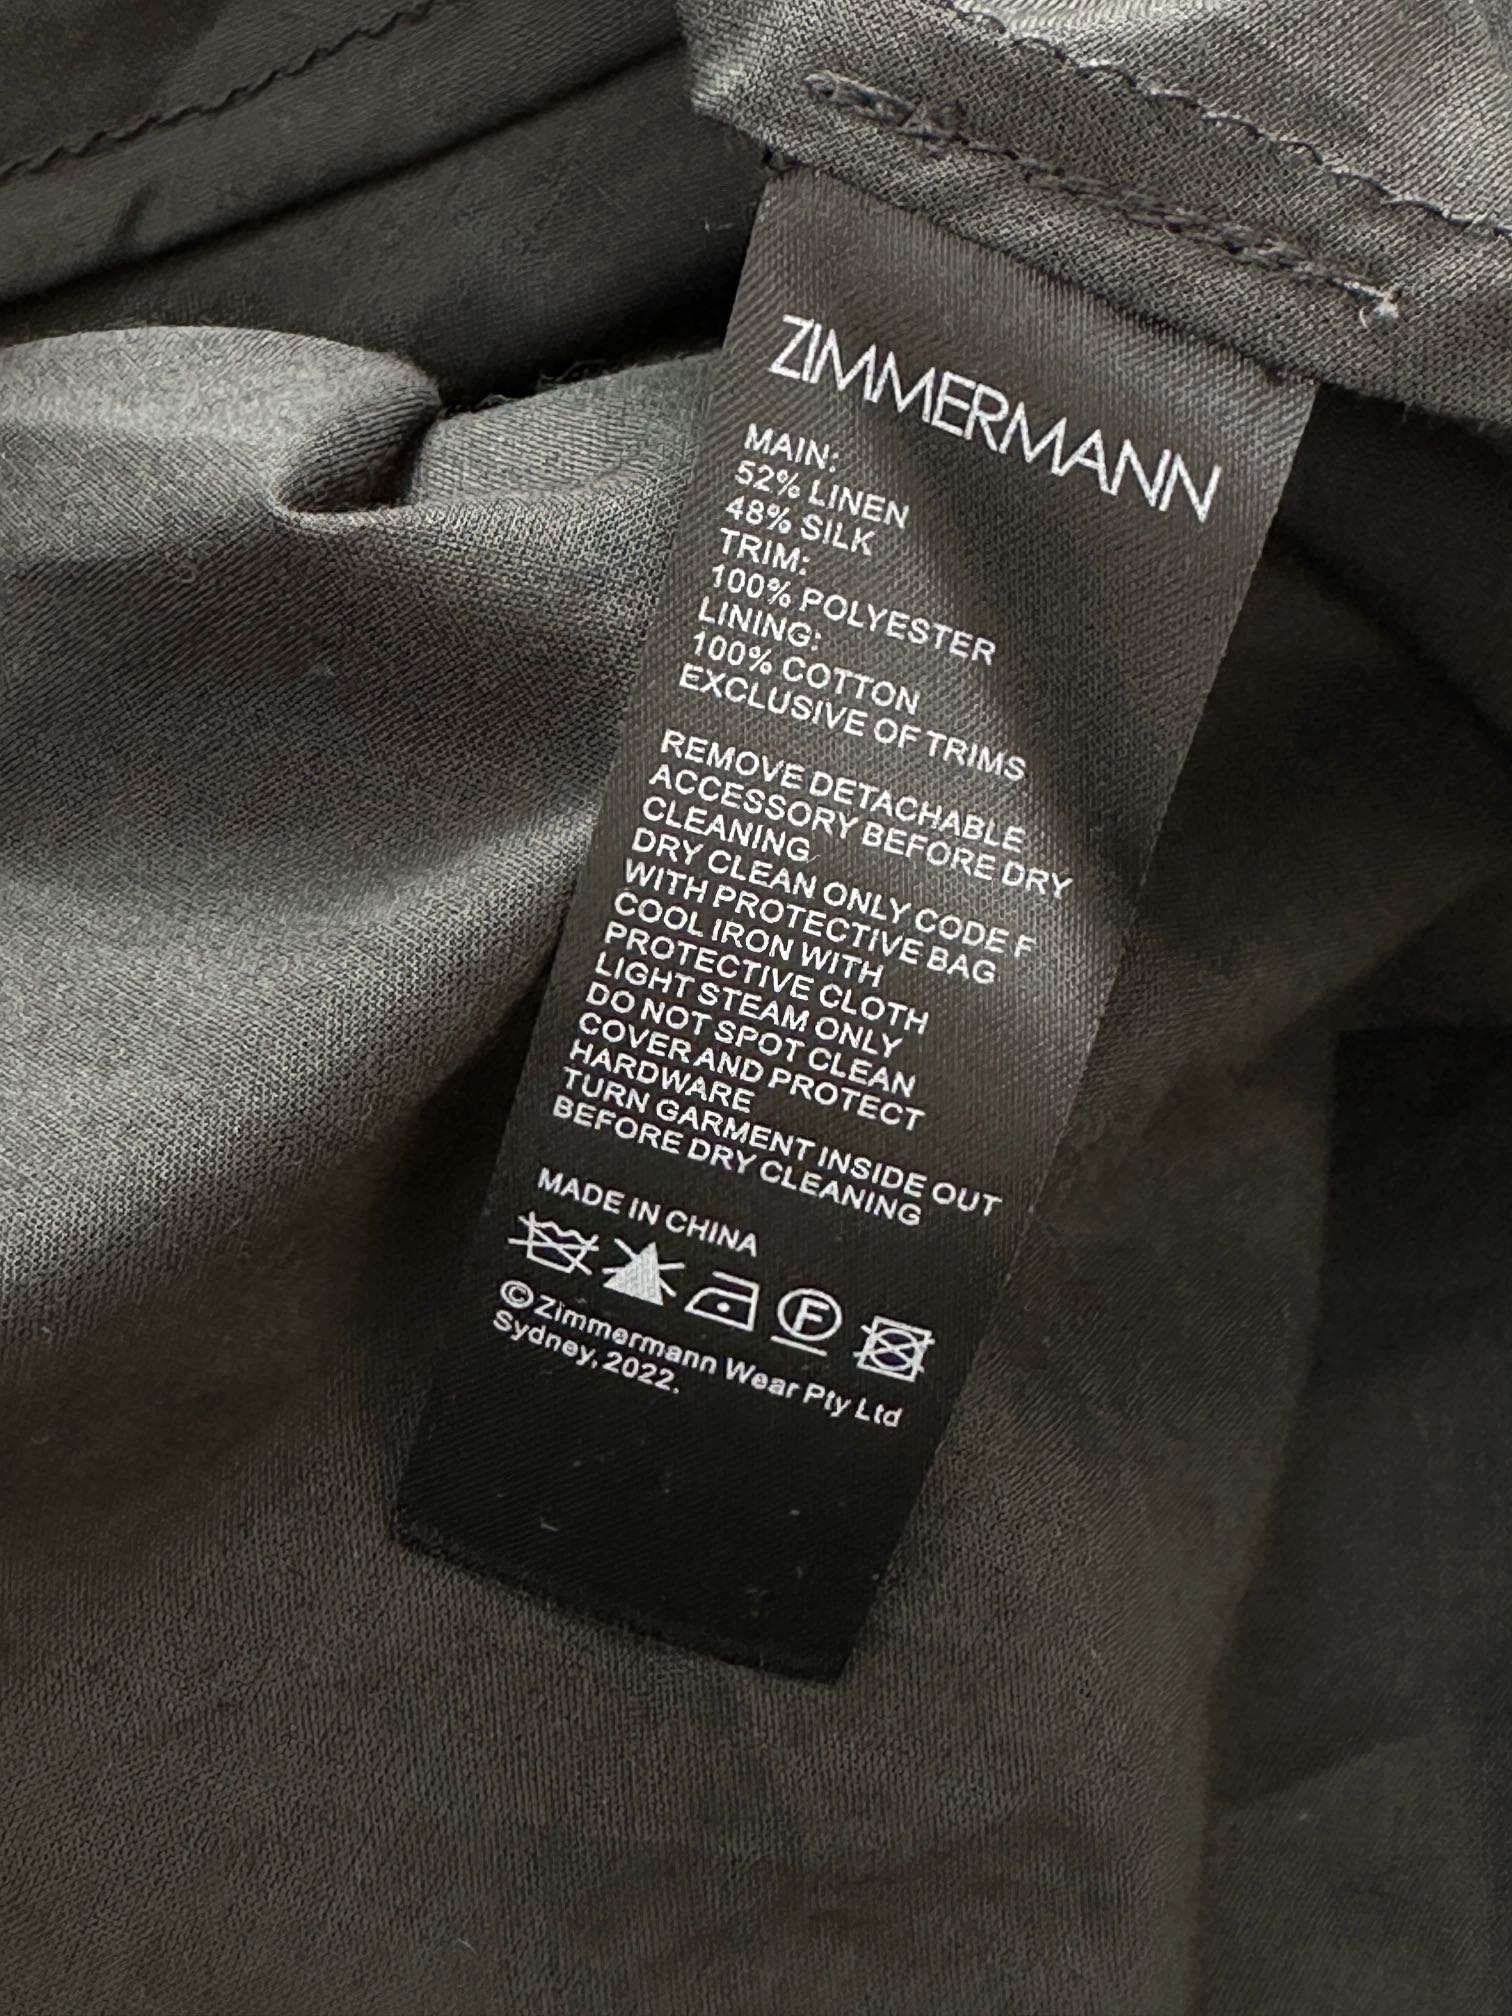 ZIMMERMANN
MAIN:
52% LINEN
48% SILK
TRIM:
100% POLYESTER
LINING:
100% COTTON
EXCLUSIVE OF TRIMS
REMOVE DETACHABLE
ACCESSORY BEFORE DRY
CLEANING
DRY CLEAN ONLY CODE F
WITH PROTECTIVE BAG
COOL IRON WITH
PROTECTIVE CLOTH
LIGHT STEAM ONLY
DO NOT SPOT CLEAN
COVER AND PROTECT
HARDWARE
TURN GARMENT INSIDE OUT
BEFORE DRY CLEANING
MADE IN CHINA
F
© Zimmermann Wear Pty Ltd
Sydney, 2022.